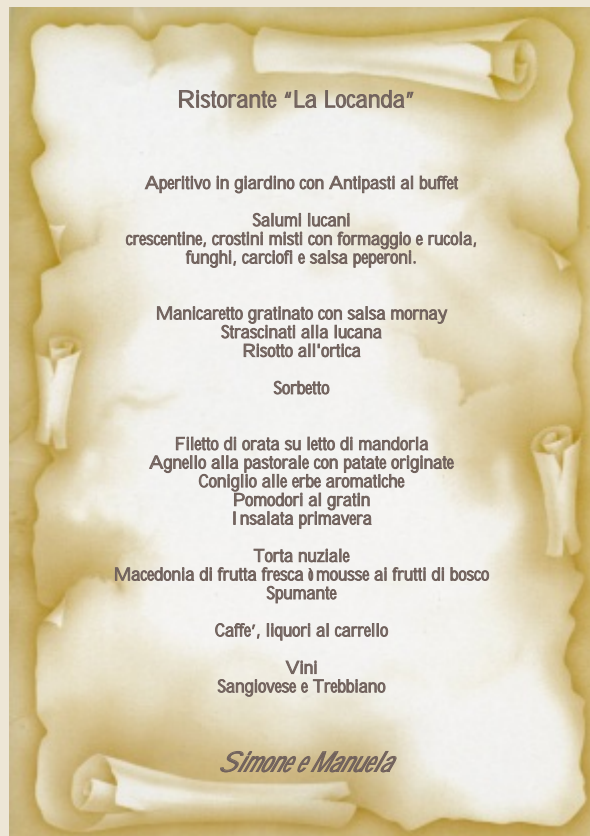 Ristorante “La Locanda”
Aperitivo in giardino con Antipasti al buffet
Salumi lucani
crescentine, crostini misti con formaggio e rucola,
funghi, carciofi e salsa peperoni.
Manicaretto gratinato con salsa mornay
Strascinati alla lucana
Risotto all'ortica
Sorbetto
Filetto di orata su letto di mandorla
Agnello alla pastorale con patate originate
Coniglio alle erbe aromatiche
Pomodori al gratin
Insalata primavera
Torta nuziale
Macedonia di frutta fresca ù mousse ai frutti di bosco
Spumante
Caffe’, liquori al carrello
Vini
Sangiovese e Trebbiano
Simone e Manuela